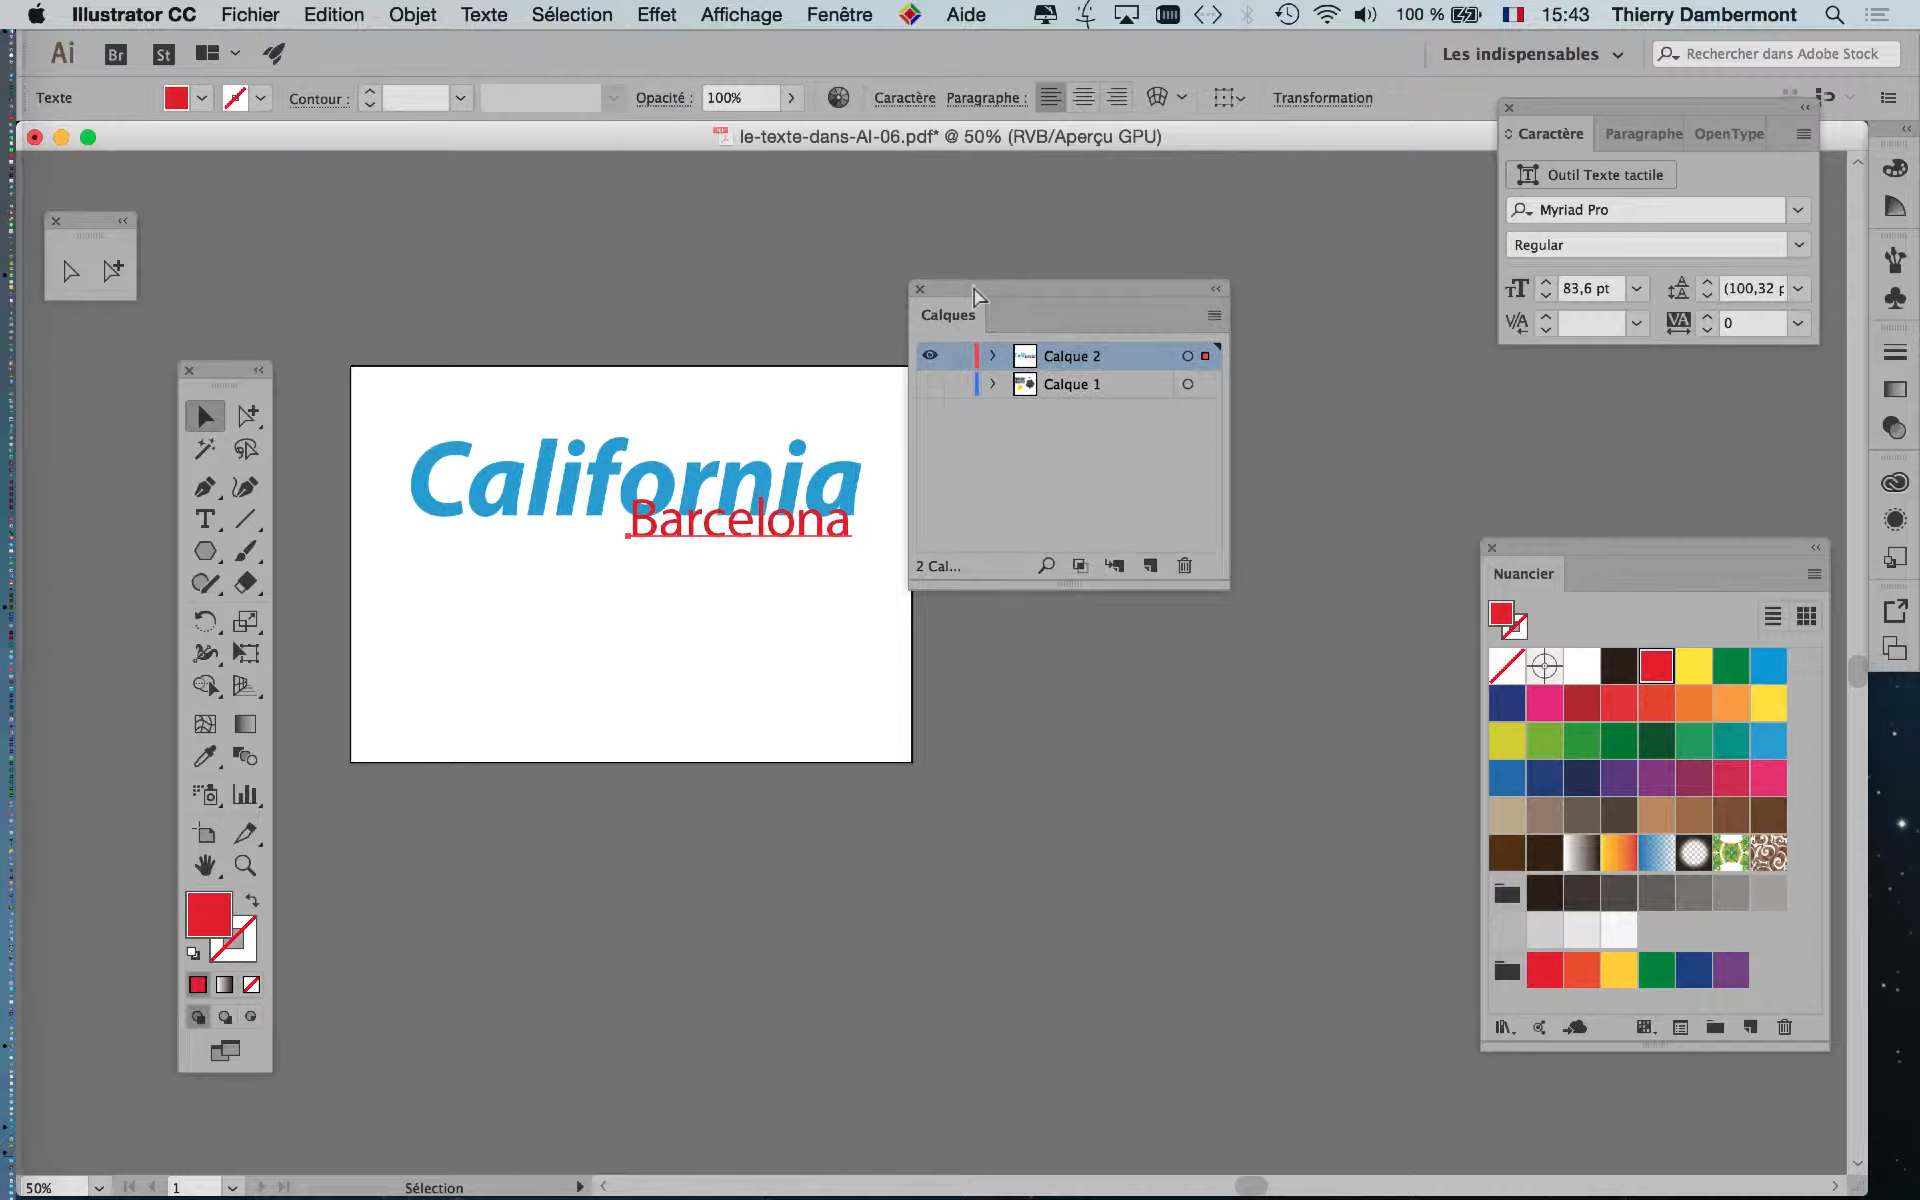 Illustrator CC Fichier Edition Objet Texte Sélection Effet Affichage Fenêtre Aide 100 % 15:43 Thierry Dambermont
Ai Br St Les indispensables Rechercher dans Adobe Stock
Texte Contour : Opacité : 100% Caractère Paragraphe : Transformation
le-texte-dans-AI-06.pdf* @ 50% (RVB/Aperçu GPU)
Caractère Paragraphe OpenType
Outil Texte tactile
Myriad Pro
Regular
83,6 pt (100,32 p
0
Calques
Calque 2
Calque 1
2 Cal...
California
Barcelona
Nuancier
50% 1 Sélection